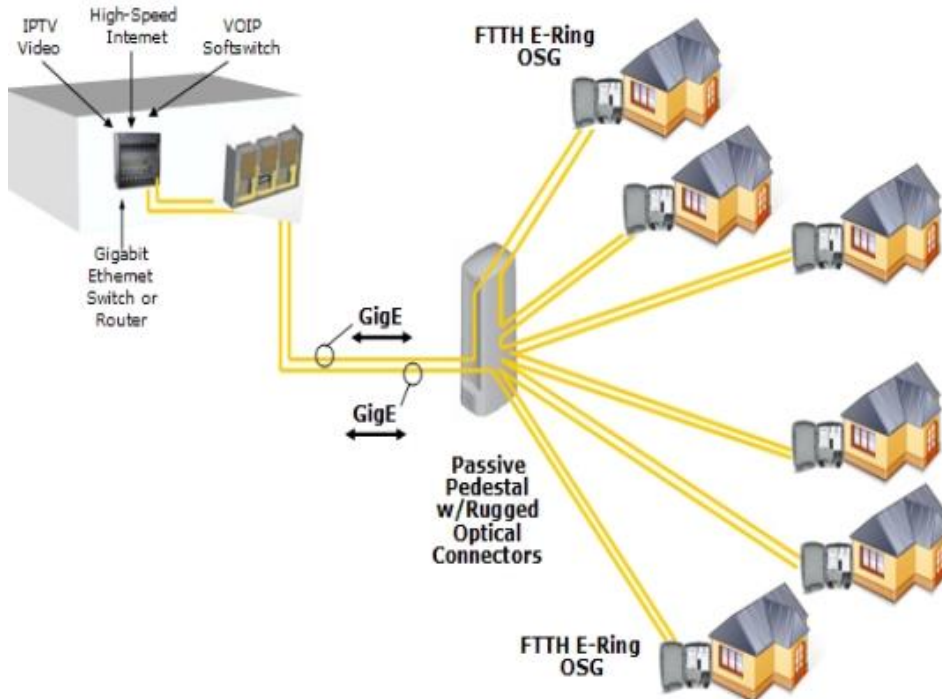 IPTV
Video
High-Speed
Internet
VOIP
Softswitch
Gigabit
Ethernet
Switch or
Router
GigE
GigE
Passive
Pedestal
w/Rugged
Optical
Connectors
FTTH E-Ring
OSG
FTTH E-Ring
OSG